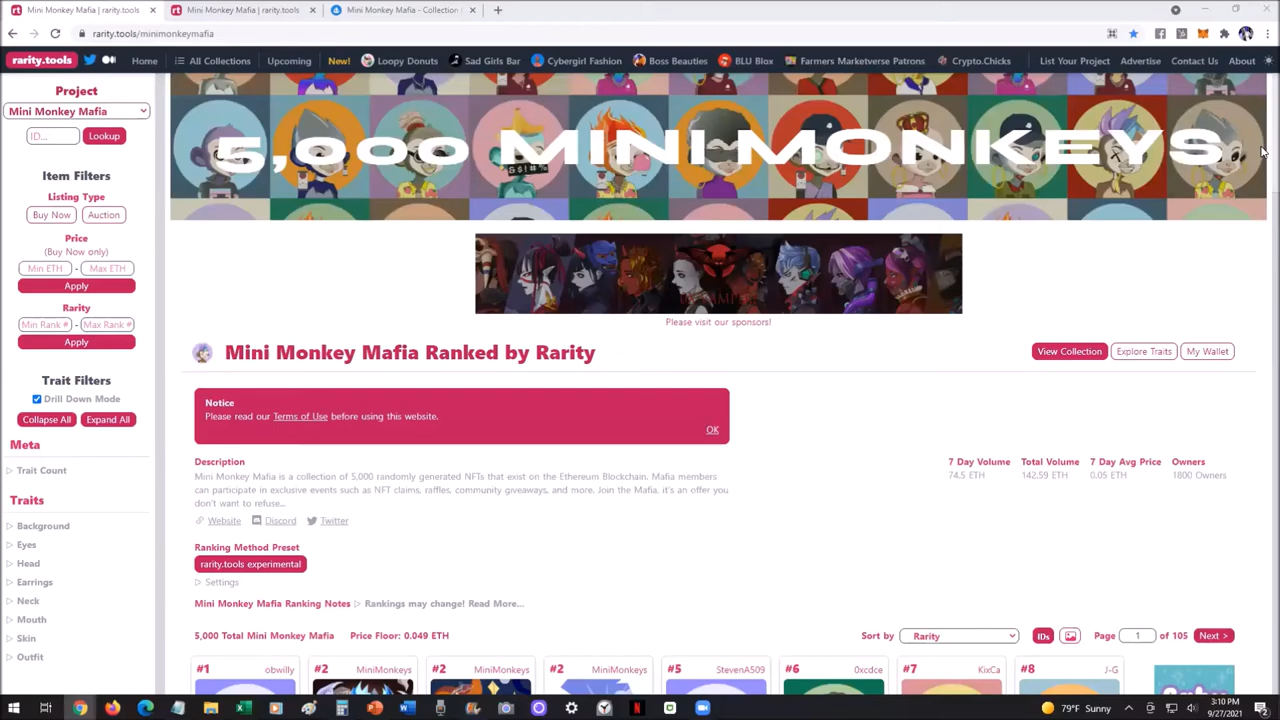 Mini Monkey Mafia | rarity.tools
Mini Monkey Mafia | rarity.tools
Mini Monkey Mafia - Collection
rarity.tools/minimonkeymafia
rarity.tools
Home
All Collections
Upcoming
New!
Loopy Donuts
Sad Girls Bar
Cybergirl Fashion
Boss Beauties
BLU Blox
Farmers Marketverse Patrons
Crypto.Chicks
List Your Project
Advertise
Contact Us
About
Project
Mini Monkey Mafia
ID...
Lookup
Item Filters
Listing Type
Buy Now
Auction
Price
(Buy Now only)
Min ETH - Max ETH
Apply
Rarity
Min Rank # - Max Rank #
Apply
Trait Filters
Drill Down Mode
Collapse All
Expand All
Meta
Trait Count
Traits
Background
Eyes
Head
Earrings
Neck
Mouth
Skin
Outfit
5,000 MINI MONKEYS
&$!#%
Please visit our sponsors!
Mini Monkey Mafia Ranked by Rarity
View Collection
Explore Traits
My Wallet
Notice
Please read our Terms of Use before using this website.
OK
Description
Mini Monkey Mafia is a collection of 5,000 randomly generated NFTs that exist on the Ethereum Blockchain. Mafia members
can participate in exclusive events such as NFT claims, raffles, community giveaways, and more. Join the Mafia, it's an offer you
don't want to refuse...
Website
Discord
Twitter
7 Day Volume
Total Volume
7 Day Avg Price
Owners
74.5 ETH
142.59 ETH
0.05 ETH
1800 Owners
Ranking Method Preset
rarity.tools experimental
Settings
Mini Monkey Mafia Ranking Notes
Rankings may change! Read More...
5,000 Total Mini Monkey Mafia
Price Floor: 0.049 ETH
Sort by
Rarity
IDs
Page 1 of 105
Next >
#1 obwilly
#2 MiniMonkeys
#2 MiniMonkeys
#2 MiniMonkeys
#5 StevenA509
#6 0xcdce
#7 KixCa
#8 J-G
79°F Sunny
3:10 PM
9/27/2021